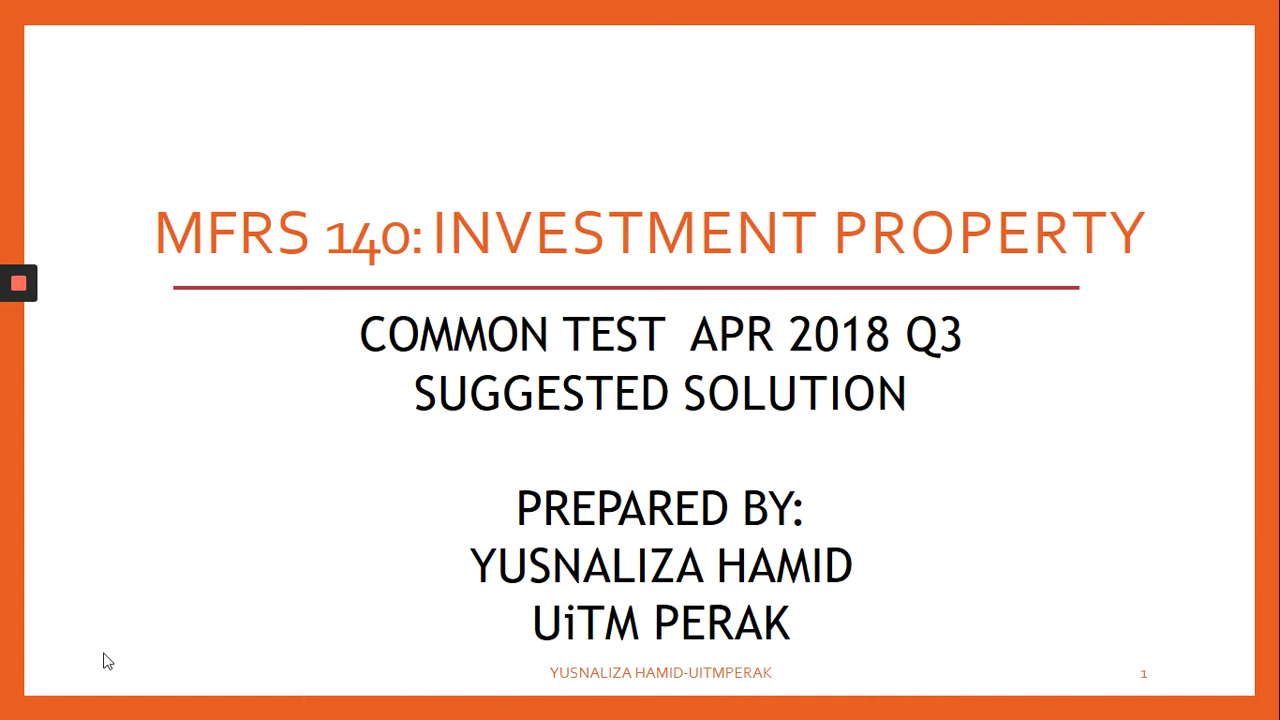 MFRS 140: INVESTMENT PROPERTY
COMMON TEST APR 2018 Q3
SUGGESTED SOLUTION
PREPARED BY:
YUSNALIZA HAMID
UiTM PERAK
YUSNALIZA HAMID-UITMPERAK
1